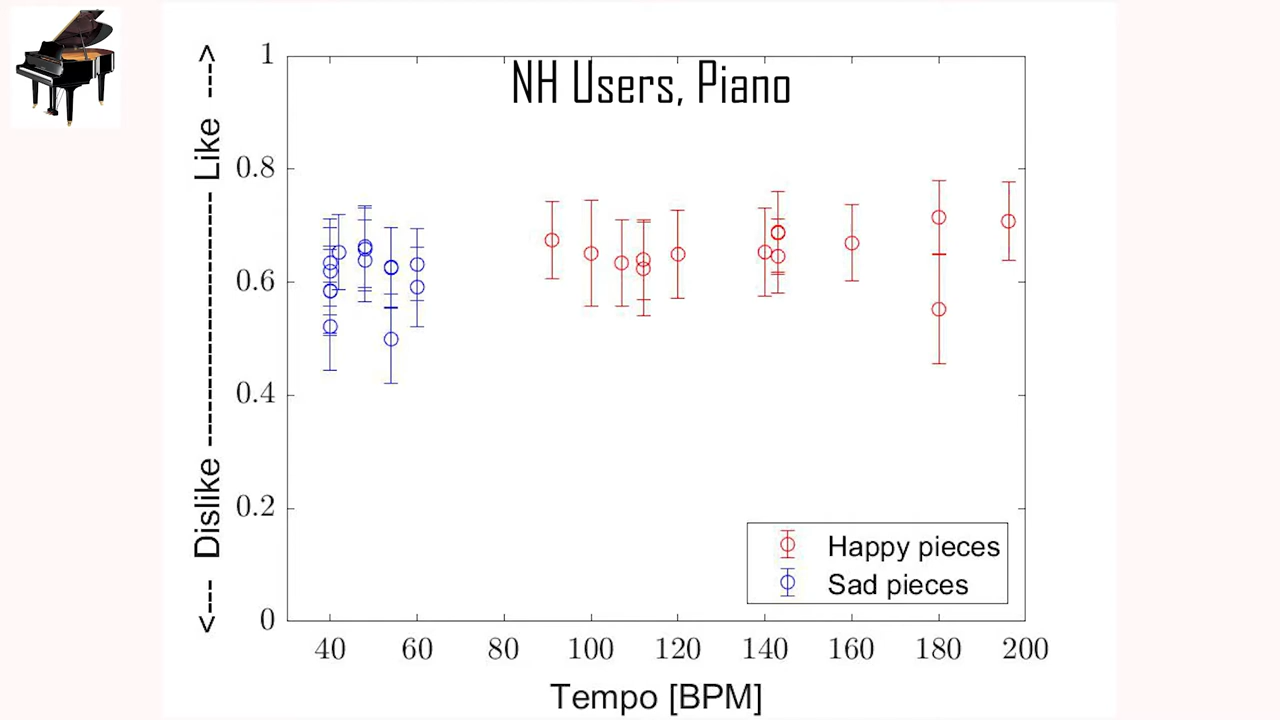 NH Users, Piano
<--- Dislike ----------------------- Like --->
1
0.8
0.6
0.4
0.2
0
Happy pieces
Sad pieces
40 60 80 100 120 140 160 180 200
Tempo [BPM]